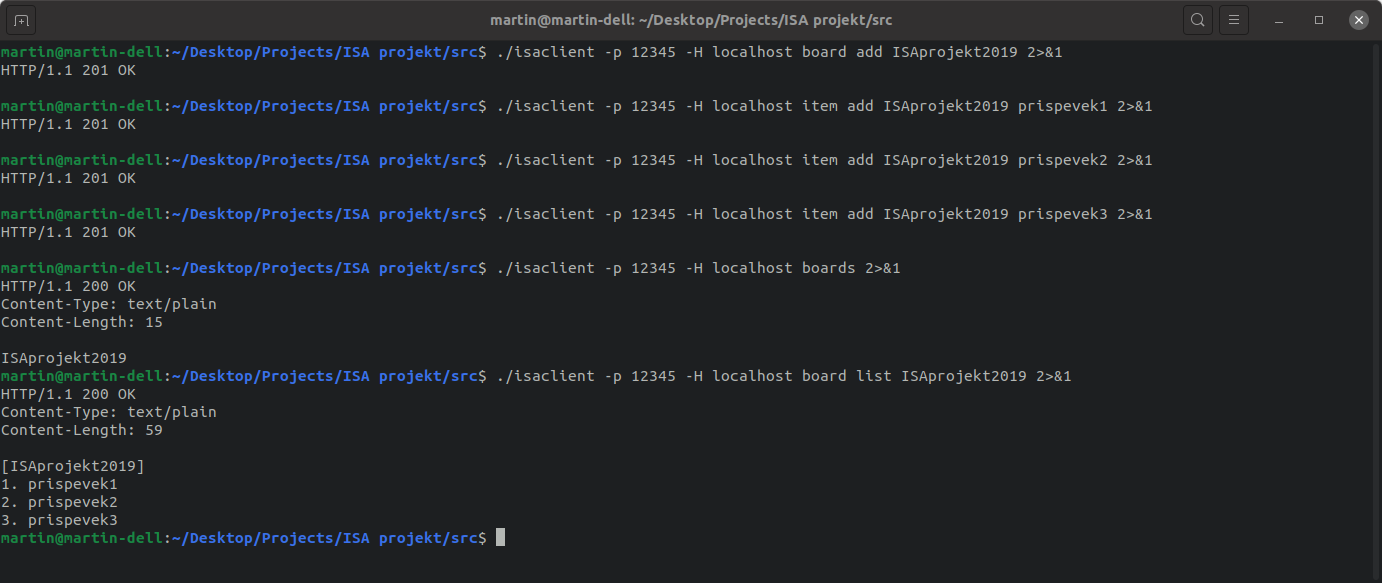 martin@martin-dell: ~/Desktop/Projects/ISA projekt/src
martin@martin-dell:~/Desktop/Projects/ISA projekt/src$ ./isaclient -p 12345 -H localhost board add ISAprojekt2019 2>&1
HTTP/1.1 201 OK
martin@martin-dell:~/Desktop/Projects/ISA projekt/src$ ./isaclient -p 12345 -H localhost item add ISAprojekt2019 prispevek1 2>&1
HTTP/1.1 201 OK
martin@martin-dell:~/Desktop/Projects/ISA projekt/src$ ./isaclient -p 12345 -H localhost item add ISAprojekt2019 prispevek2 2>&1
HTTP/1.1 201 OK
martin@martin-dell:~/Desktop/Projects/ISA projekt/src$ ./isaclient -p 12345 -H localhost item add ISAprojekt2019 prispevek3 2>&1
HTTP/1.1 201 OK
martin@martin-dell:~/Desktop/Projects/ISA projekt/src$ ./isaclient -p 12345 -H localhost boards 2>&1
HTTP/1.1 200 OK
Content-Type: text/plain
Content-Length: 15
ISAprojekt2019
martin@martin-dell:~/Desktop/Projects/ISA projekt/src$ ./isaclient -p 12345 -H localhost board list ISAprojekt2019 2>&1
HTTP/1.1 200 OK
Content-Type: text/plain
Content-Length: 59
[ISAprojekt2019]
1. prispevek1
2. prispevek2
3. prispevek3
martin@martin-dell:~/Desktop/Projects/ISA projekt/src$